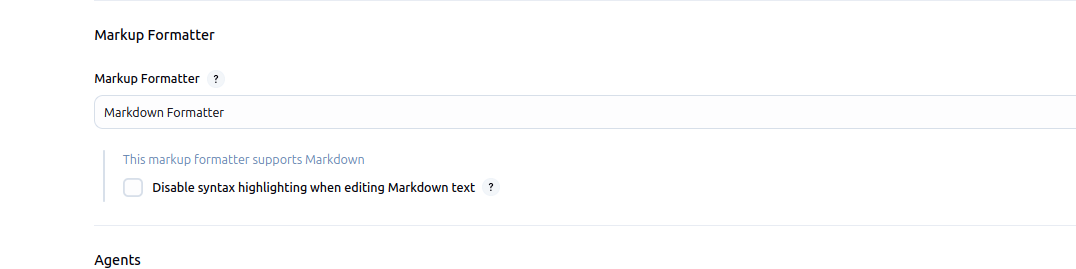 Markup Formatter
Markup Formatter ?
Markdown Formatter
This markup formatter supports Markdown
Disable syntax highlighting when editing Markdown text ?
Agents